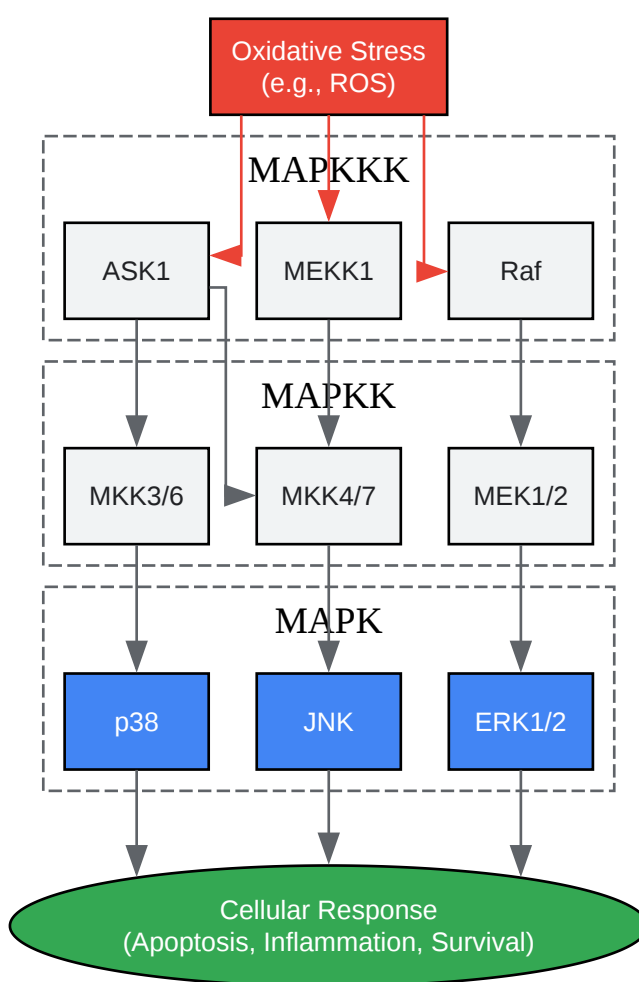 Oxidative Stress
(e.g., ROS)
MAPKKK
ASK1
MEKK1
Raf
MAPKK
MKK3/6
MKK4/7
MEK1/2
MAPK
p38
JNK
ERK1/2
Cellular Response
(Apoptosis, Inflammation, Survival)